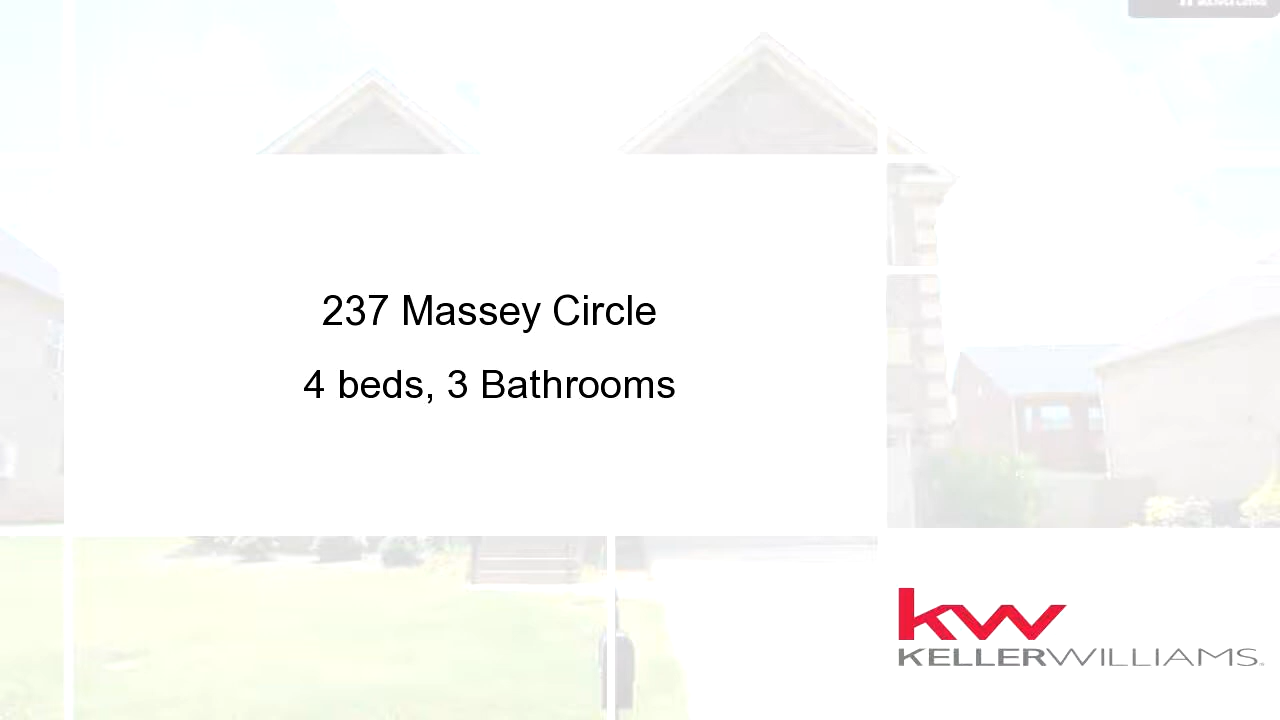 237 Massey Circle
4 beds, 3 Bathrooms
kw
KELLERWILLIAMS.